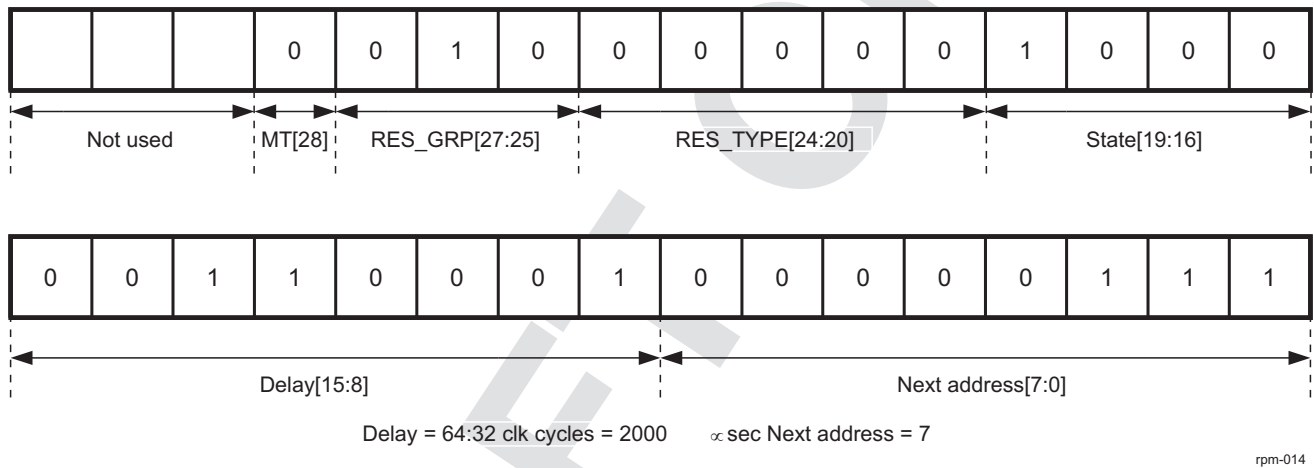 0 0 1 0 0 0 0 0 0 1 0 0 0
Not used MT[28] RES_GRP[27:25] RES_TYPE[24:20] State[19:16]
0 0 1 1 0 0 0 1 0 0 0 0 0 1 1 1
Delay[15:8] Next address[7:0]
Delay = 64:32 clk cycles = 2000 ∝ sec Next address = 7
rpm-014